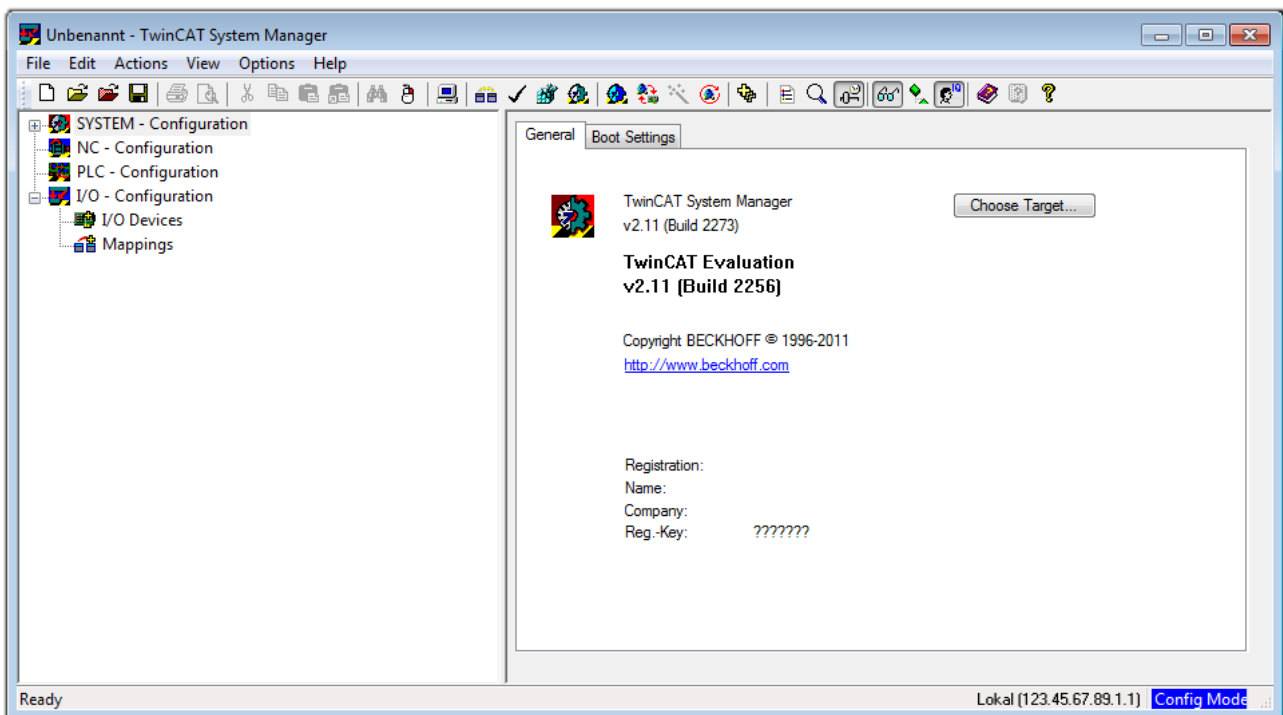 Unbenannt - TwinCAT System Manager
File Edit Actions View Options Help
SYSTEM - Configuration
NC - Configuration
PLC - Configuration
I/O - Configuration
I/O Devices
Mappings
General Boot Settings
TwinCAT System Manager
v2.11 (Build 2273)
Choose Target...
TwinCAT Evaluation
v2.11 (Build 2256)
Copyright BECKHOFF © 1996-2011
http://www.beckhoff.com
Registration:
Name:
Company:
Reg.-Key: ???????
Ready Lokal (123.45.67.89.1.1) Config Mode